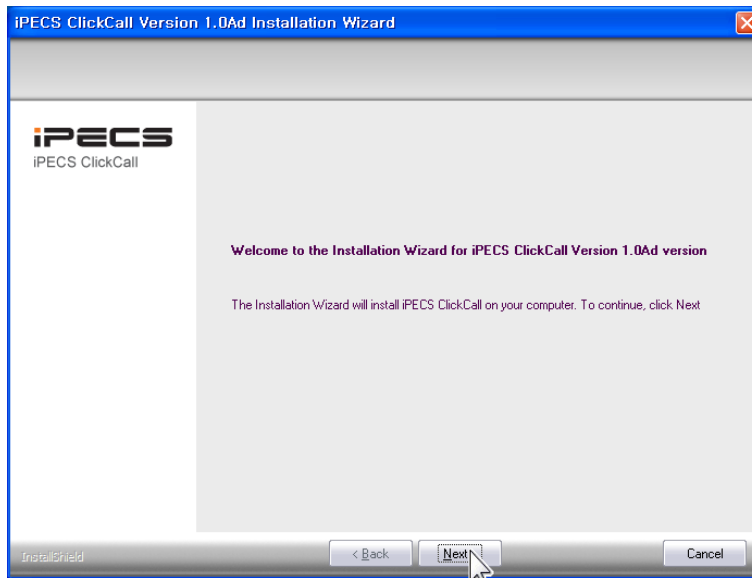 iPECS ClickCall Version 1.0Ad Installation Wizard
iPECS
iPECS ClickCall
Welcome to the Installation Wizard for iPECS ClickCall Version 1.0Ad version
The Installation Wizard will install iPECS ClickCall on your computer. To continue, click Next
InstallShield
< Back
Next
Cancel